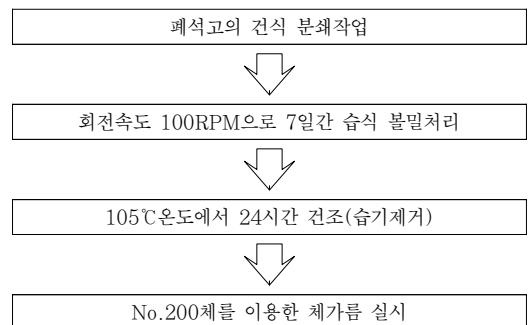 폐석고의 건식 분쇄작업
회전속도 100RPM으로 7일간 습식 볼밀처리
105℃온도에서 24시간 건조(습기제거)
No.200체를 이용한 체가름 실시